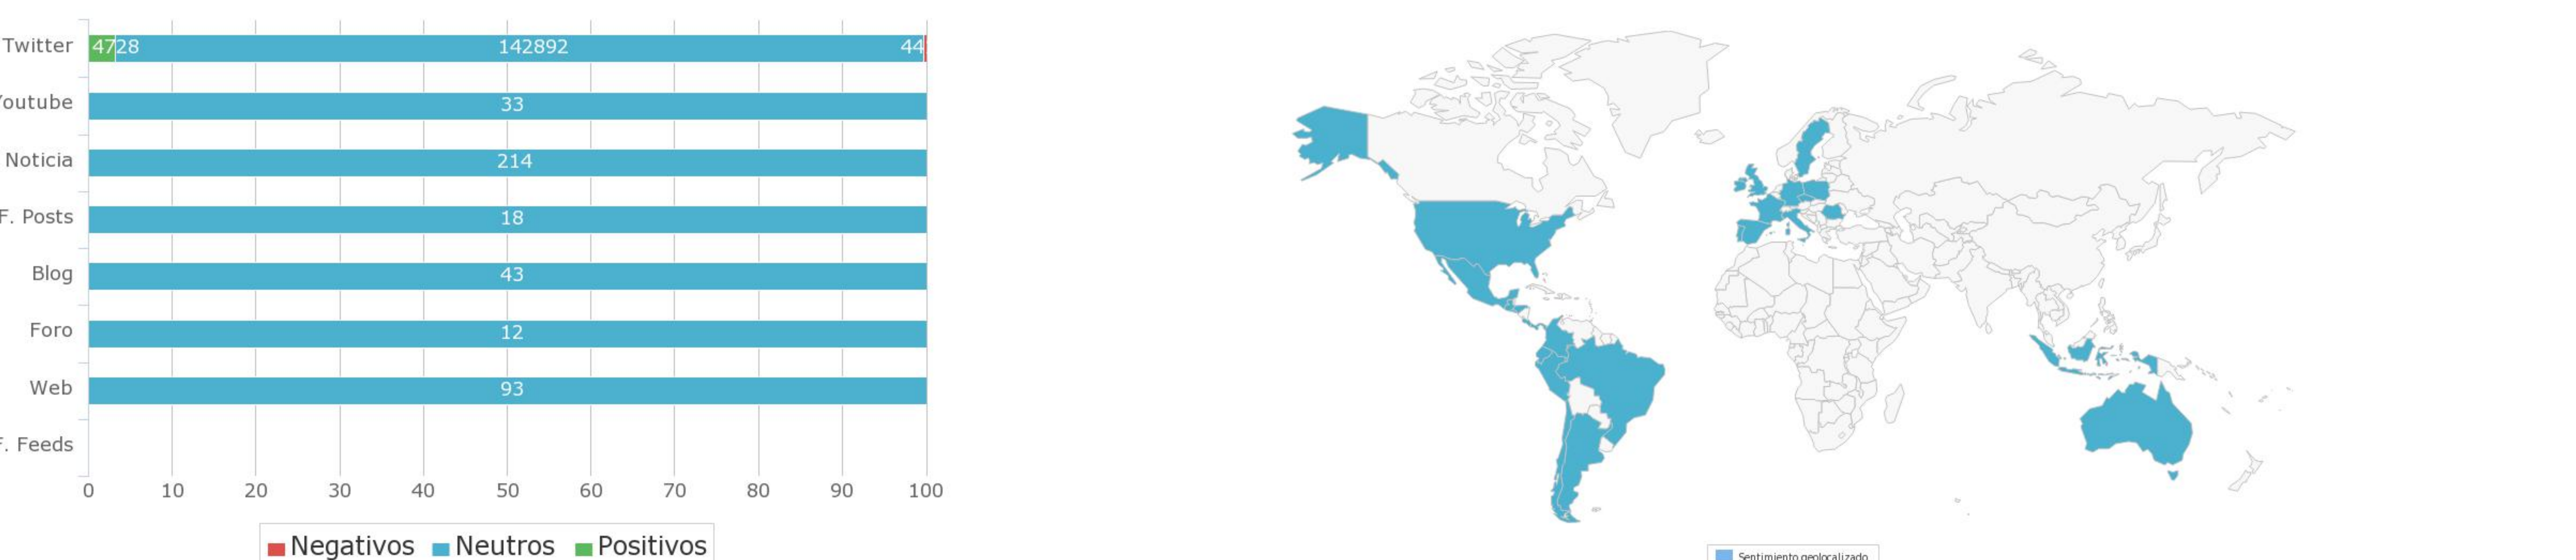 Twitter 4728 142892 44
Youtube 33
Noticia 214
F. Posts 18
Blog 43
Foro 12
Web 93
F. Feeds
0 10 20 30 40 50 60 70 80 90 100
Negativos Neutros Positivos
Sentimiento geolocalizado